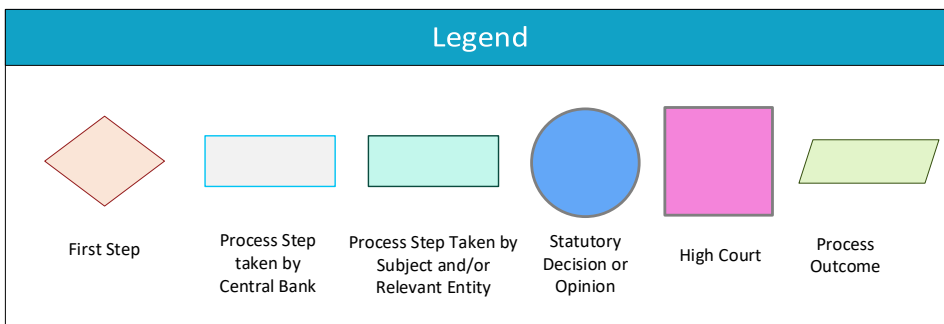 Legend
First Step
Process Step
taken by
Central Bank
Process Step Taken by
Subject and/or
Relevant Entity
Statutory
Decision or
Opinion
High Court
Process
Outcome